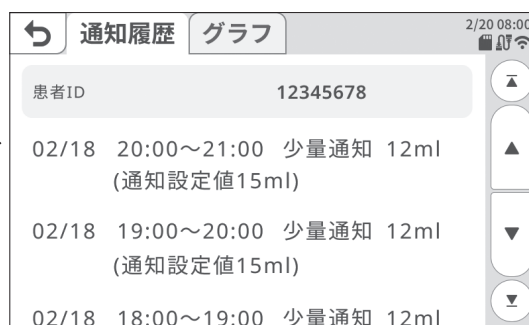 通知履歴 グラフ
2/20 08:00
患者ID 12345678
02/18 20:00〜21:00 少量通知 12ml
(通知設定値15ml)
02/18 19:00〜20:00 少量通知 12ml
(通知設定値15ml)
02/18 18:00〜19:00 少量通知 12ml